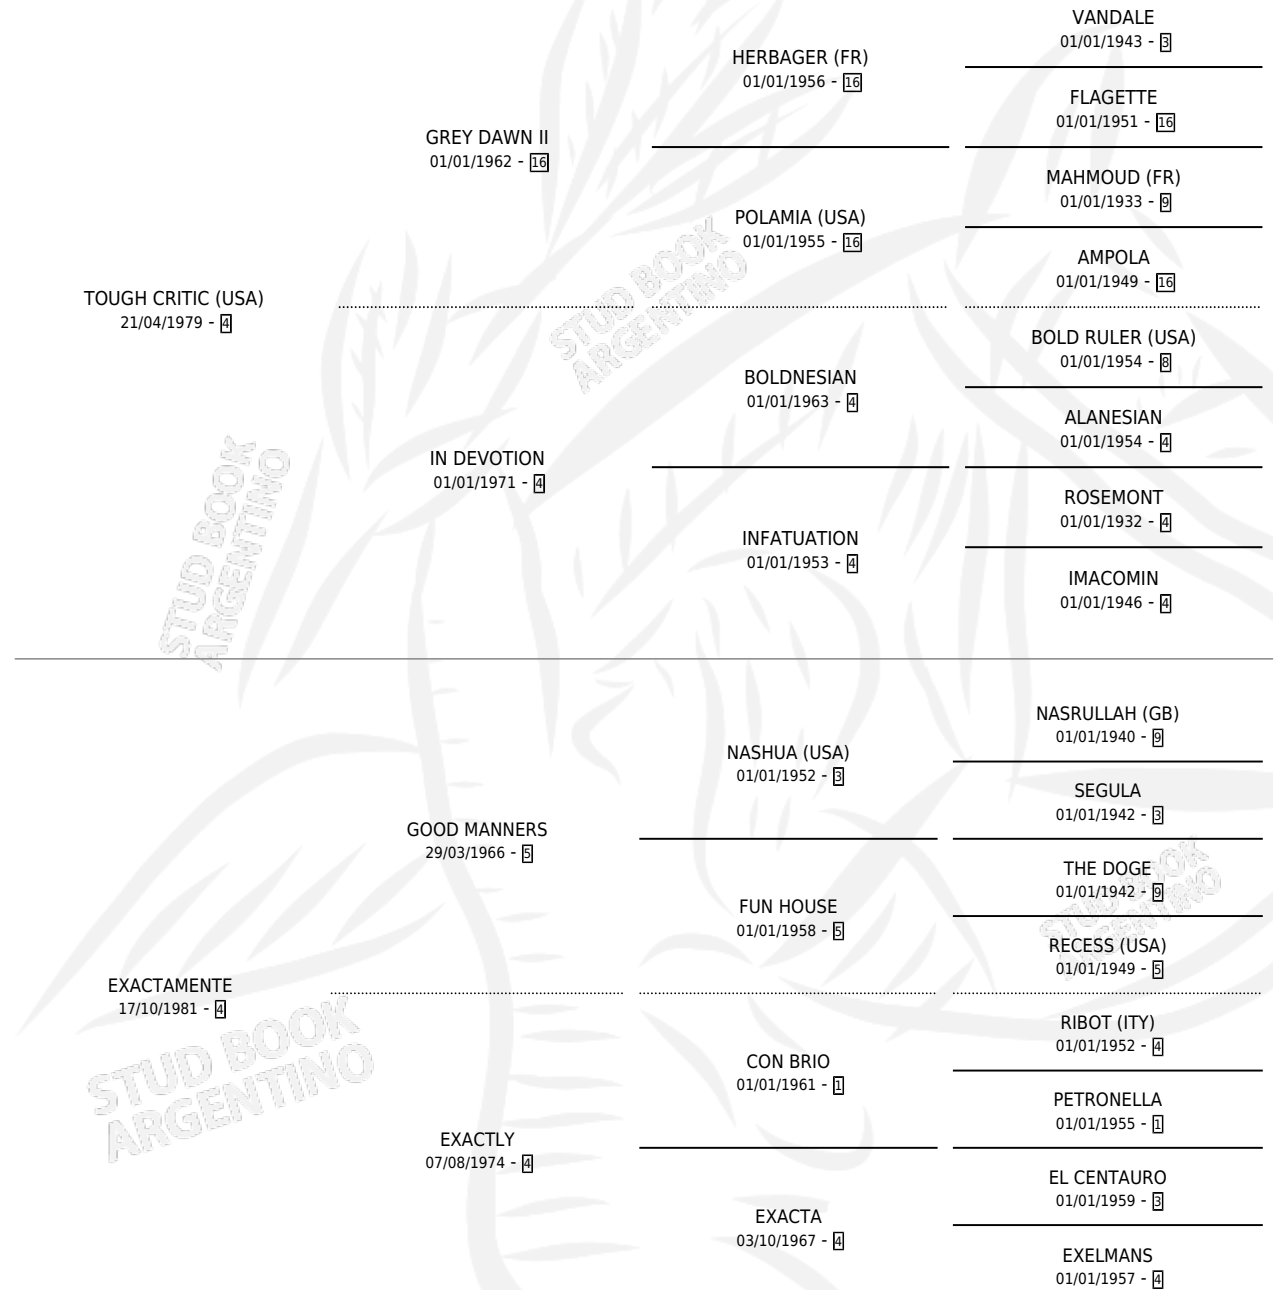 VANDALE
01/01/1943 - 3
HERBAGER (FR)
01/01/1956 - 16
FLAGETTE
01/01/1951 - 16
GREY DAWN II
01/01/1962 - 16
MAHMOUD (FR)
01/01/1933 - 9
POLAMIA (USA)
01/01/1955 - 16
AMPOLA
01/01/1949 - 16
TOUGH CRITIC (USA)
21/04/1979 - 4
BOLD RULER (USA)
01/01/1954 - 8
BOLDNESIAN
01/01/1963 - 4
ALANESIAN
01/01/1954 - 4
IN DEVOTION
01/01/1971 - 4
ROSEMONT
01/01/1932 - 4
INFATUATION
01/01/1953 - 4
IMACOMIN
01/01/1946 - 4
STUD BOOK
ARGENTINO
STUD BOOK
ARGENTINO
NASRULLAH (GB)
01/01/1940 - 9
NASHUA (USA)
01/01/1952 - 3
SEGULA
01/01/1942 - 3
GOOD MANNERS
29/03/1966 - 5
THE DOGE
01/01/1942 - 9
FUN HOUSE
01/01/1958 - 5
RECESS (USA)
01/01/1949 - 5
EXACTAMENTE
17/10/1981 - 4
RIBOT (ITY)
01/01/1952 - 4
CON BRIO
01/01/1961 - 1
PETRONELLA
01/01/1955 - 1
EXACTLY
07/08/1974 - 4
EL CENTAURO
01/01/1959 - 3
EXACTA
03/10/1967 - 4
EXELMANS
01/01/1957 - 4
STUD BOOK
ARGENTINO
STUD BOOK
ARGENTINO